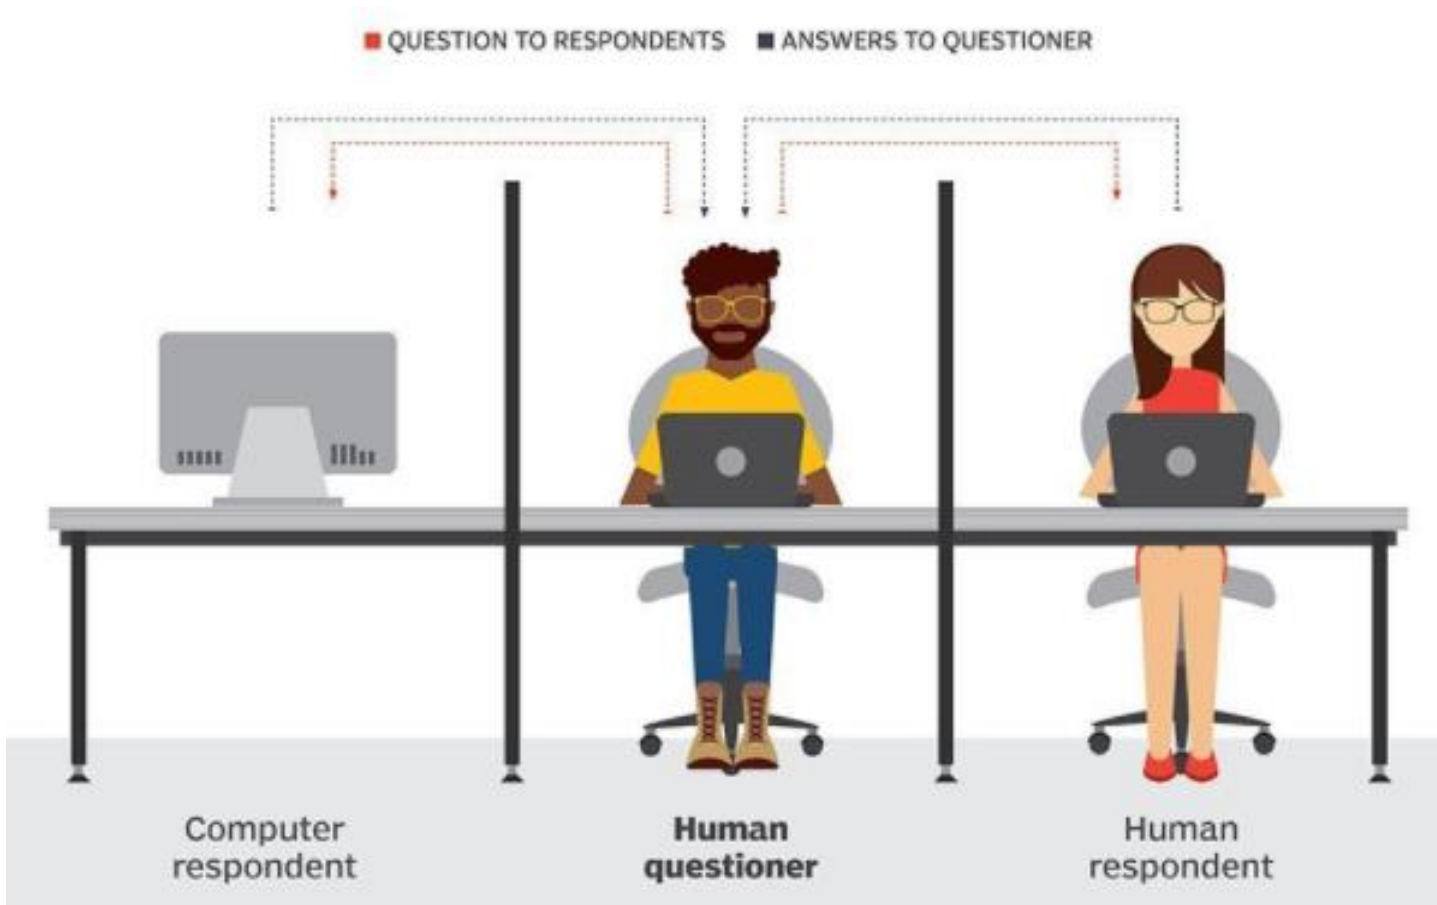 QUESTION TO RESPONDENTS ANSWERS TO QUESTIONER
Computer
respondent
Human
questioner
Human
respondent